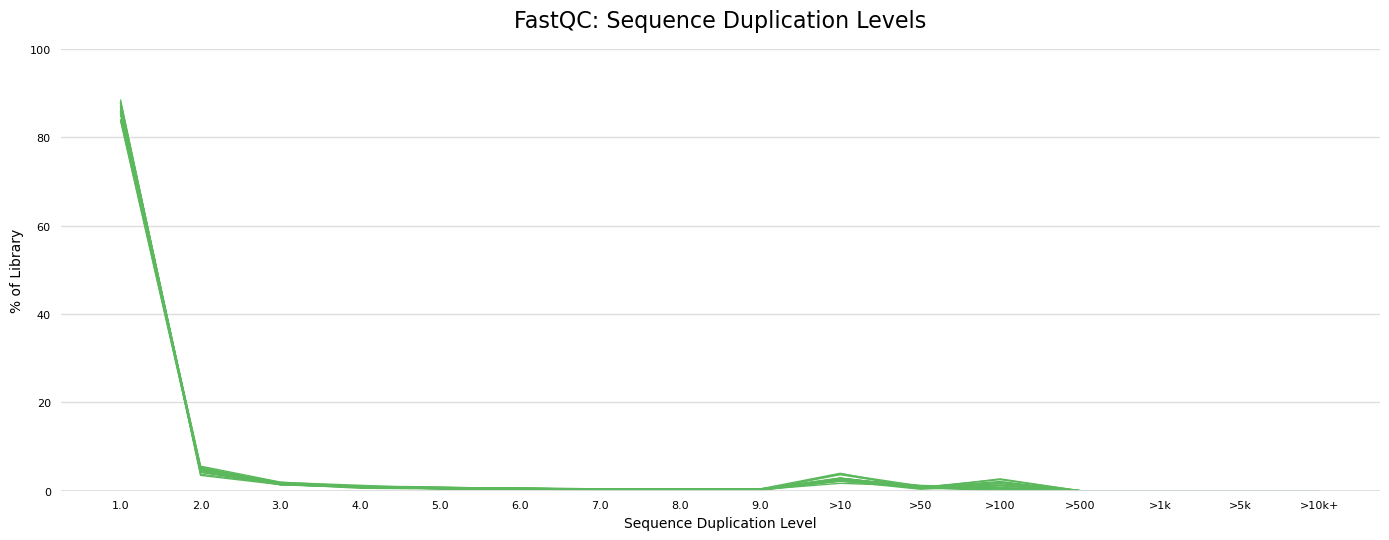 FastQC: Sequence Duplication Levels
100
80
60
40
20
0
% of Library
1.0 2.0 3.0 4.0 5.0 6.0 7.0 8.0 9.0 >10 >50 >100 >500 >1k >5k >10k+
Sequence Duplication Level